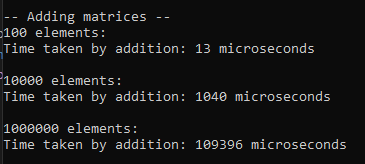 -- Adding matrices --
100 elements:
Time taken by addition: 13 microseconds
10000 elements:
Time taken by addition: 1040 microseconds
1000000 elements:
Time taken by addition: 109396 microseconds